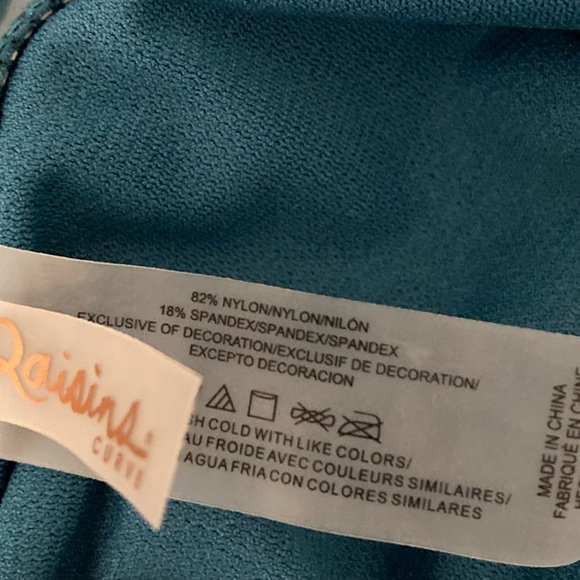 82% NYLON/NYLON/NILÓN
18% SPANDEX/SPANDEX/SPANDEX
EXCLUSIVE OF DECORATION/EXCLUSIF DE DECORATION/
EXCEPTO DECORACION
COLD WITH LIKE COLORS/
AU FROIDE AVEC COULEURS SIMILAIRES/
AGUA FRIA CON COLORES SIMILARES
Raisins
CURVE
MADE IN CHINA
FABRIQUÉ EN CHINE